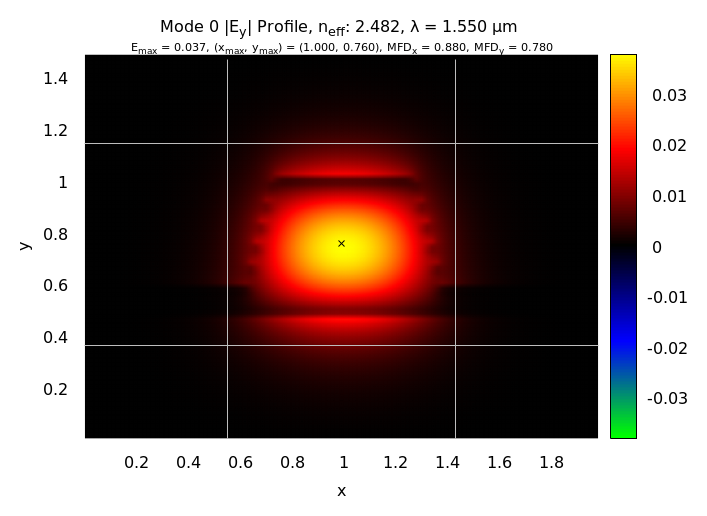 Mode 0 |Ey| Profile, neff: 2.482, λ = 1.550 μm
Emax = 0.037, (xmax, ymax) = (1.000, 0.760), MFDx = 0.880, MFDy = 0.780
1.4
1.2
1
0.8
0.6
0.4
0.2
y
0.2 0.4 0.6 0.8 1 1.2 1.4 1.6 1.8
x
0.03
0.02
0.01
0
-0.01
-0.02
-0.03